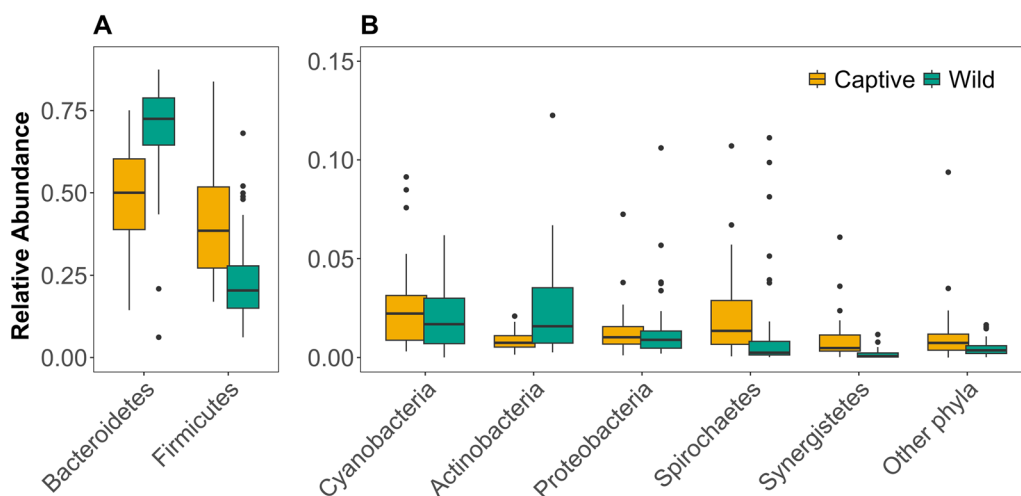 A
B
Relative Abundance
0.75
0.50
0.25
0.00
Bacteroidetes
Firmicutes
0.15
0.10
0.05
0.00
Captive Wild
Cyanobacteria
Actinobacteria
Proteobacteria
Spirochaetes
Synergistetes
Other phyla